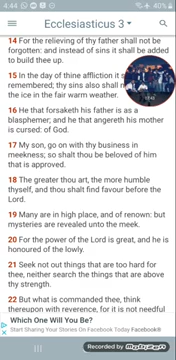 4:44
85%
Ecclesiasticus 3
14 For the relieving of thy father shall not be
forgotten: and instead of sins it shall be added
to build thee up.
15 In the day of thine affliction it s
remembered; thy sins also shall m
the ice in the fair warm weather.
16 He that forsaketh his father is as a
blasphemer; and he that angereth his mother
is cursed: of God.
17 My son, go on with thy business in
meekness; so shalt thou be beloved of him
that is approved.
18 The greater thou art, the more humble
thyself, and thou shalt find favour before the
Lord.
19 Many are in high place, and of renown: but
mysteries are revealed unto the meek.
20 For the power of the Lord is great, and he is
honoured of the lowly.
21 Seek not out things that are too hard for
thee, neither search the things that are above
thy strength.
22 But what is commanded thee, think
thereupon with reverence, for it is not needful
Which One Will You Be?
Start Sharing Your Stories On Facebook Today Facebook®